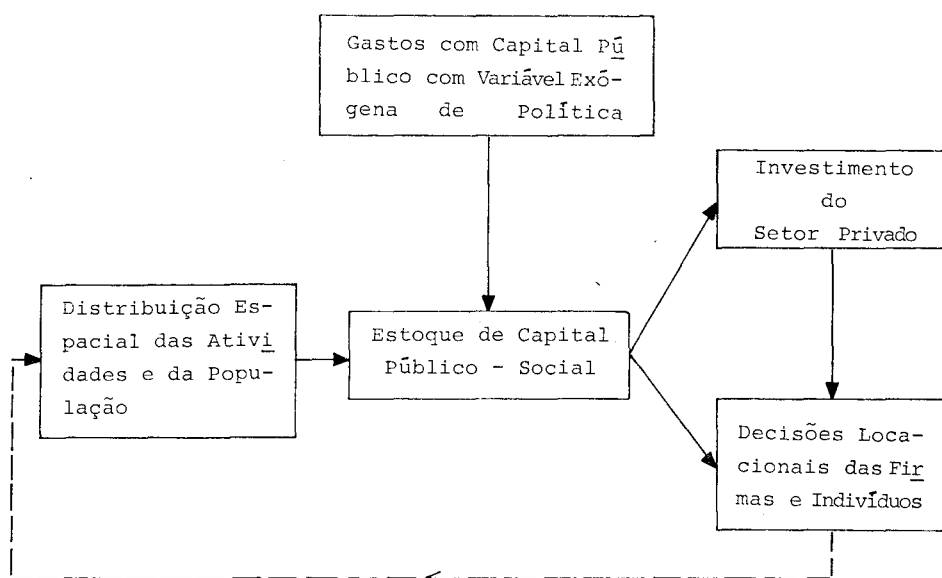 Gastos com Capital Pú
blico com Variável Exó-
gena de Política
Investimento
do
Setor Privado
Distribuição Es-
pacial das Ativi
dades e da Popu-
lação
Estoque de Capital
Público - Social
Decisões Loca-
cionais das Fir
mas e Indivíduos